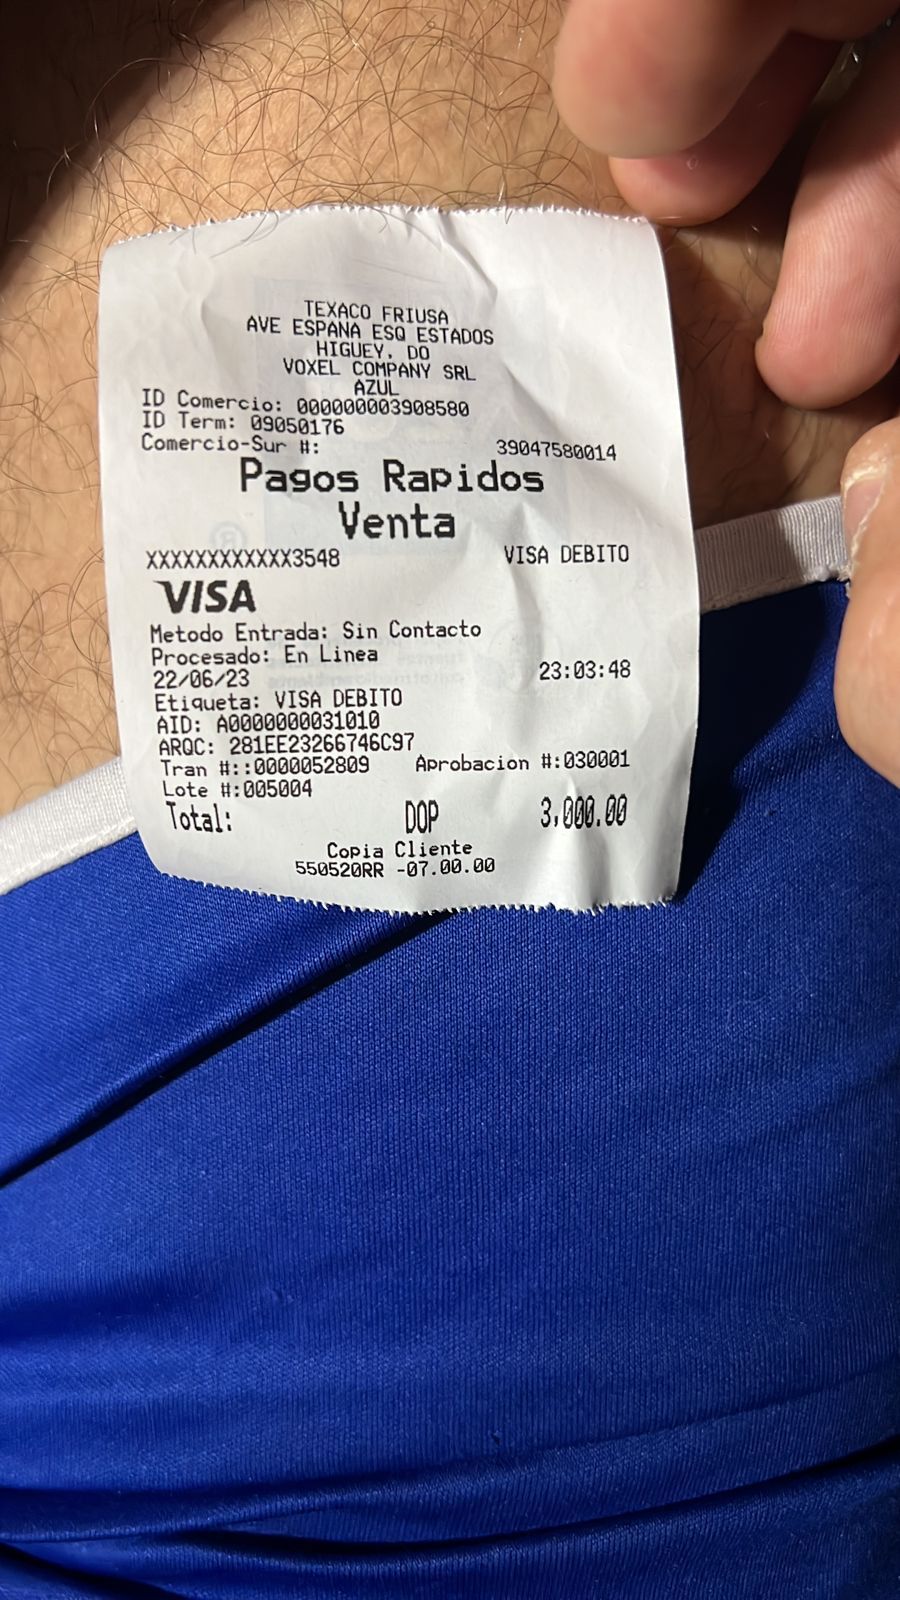 TEXACO FRIUSA
AVE ESPANA ESQ ESTADOS
HIGUEY, DO
VOXEL COMPANY SRL
AZUL
ID Comercio: 000000003908580
ID Term: 09050176
Comercio-Sur #: 39047580014
Pagos Rapidos
Venta
XXXXXXXXXXXX3548 VISA DEBITO
VISA
Metodo Entrada: Sin Contacto
Procesado: En Linea
22/06/23 23:03:48
Etiqueta: VISA DEBITO
AID: A0000000031010
ARQC: 281EE23266746C97
Tran #::0000052809 Aprobacion #:030001
Lote #:005004
Total: DOP 3,000.00
Copia Cliente
550520RR -07.00.00